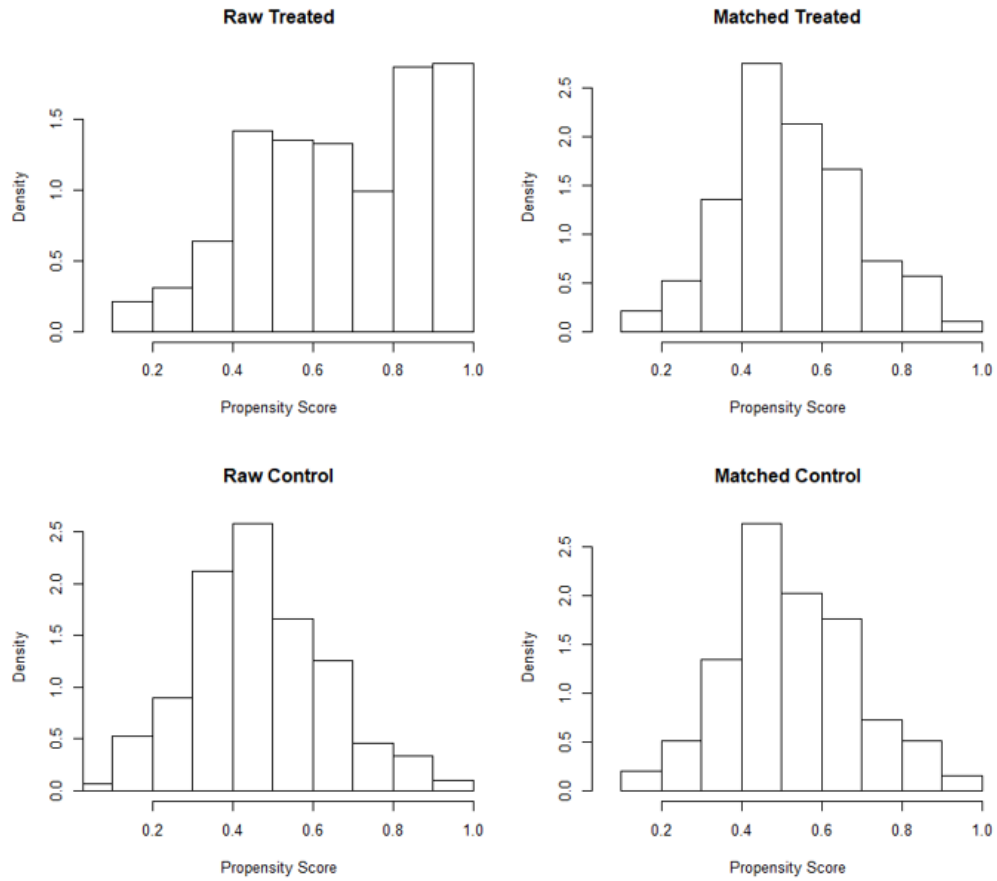 Raw Treated
Density
0.0 0.5 1.0 1.5
0.2 0.4 0.6 0.8 1.0
Propensity Score
Matched Treated
Density
0.0 0.5 1.0 1.5 2.0 2.5
0.2 0.4 0.6 0.8 1.0
Propensity Score
Raw Control
Density
0.0 0.5 1.0 1.5 2.0 2.5
0.2 0.4 0.6 0.8 1.0
Propensity Score
Matched Control
Density
0.0 0.5 1.0 1.5 2.0 2.5
0.2 0.4 0.6 0.8 1.0
Propensity Score